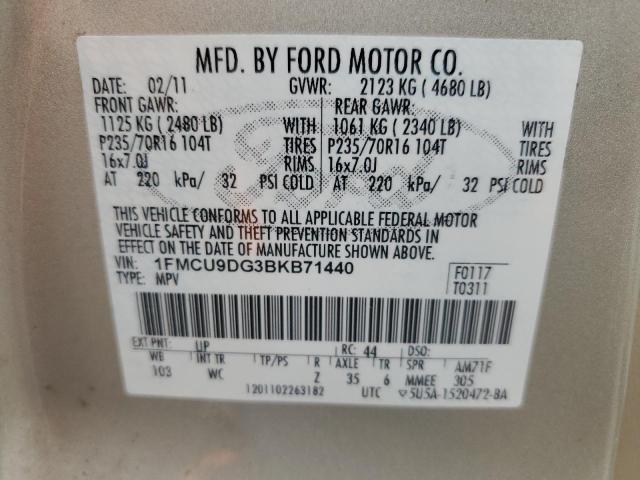 MFD. BY FORD MOTOR CO.
DATE: 02/11 GVWR: 2123 KG ( 4680 LB)
FRONT GAWR: REAR GAWR:
1125 KG ( 2480 LB) WITH 1061 KG ( 2340 LB) WITH
P235/70R16 104T TIRES P235/70R16 104T TIRES
16x7.0J RIMS 16x7.0J RIMS
AT 220 kPa/ 32 PSI COLD AT 220 kPa/ 32 PSI COLD
THIS VEHICLE CONFORMS TO ALL APPLICABLE FEDERAL MOTOR
VEHICLE SAFETY AND THEFT PREVENTION STANDARDS IN
EFFECT ON THE DATE OF MANUFACTURE SHOWN ABOVE.
VIN: 1FMCU9DG3BKB71440 F0117
TYPE: MPV T0311
EXT PNT: UP RC: 44 DSO:
WB INT TR TP/PS R AXLE TR SPR AM71F
103 WC Z 35 6 MMEE 305
1201102263182 UTC 5U5A-1520472-BA
Ford